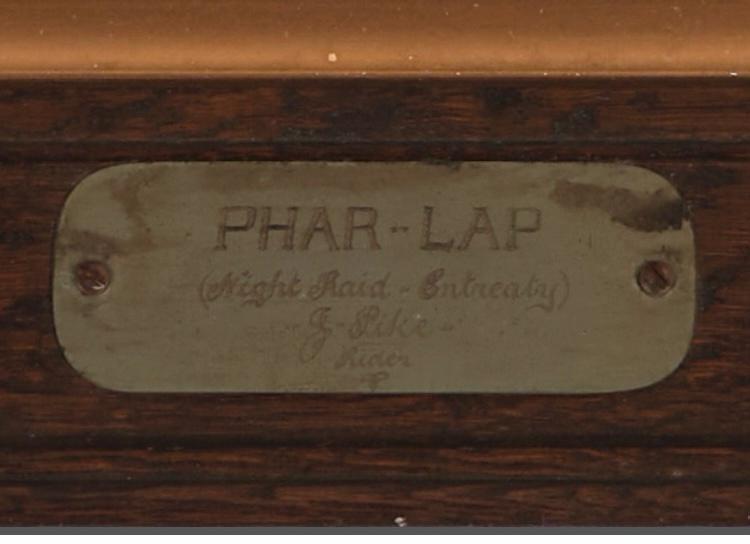 PHAR-LAP
(Night Raid - Entreaty)
- J. Pike -
Rider